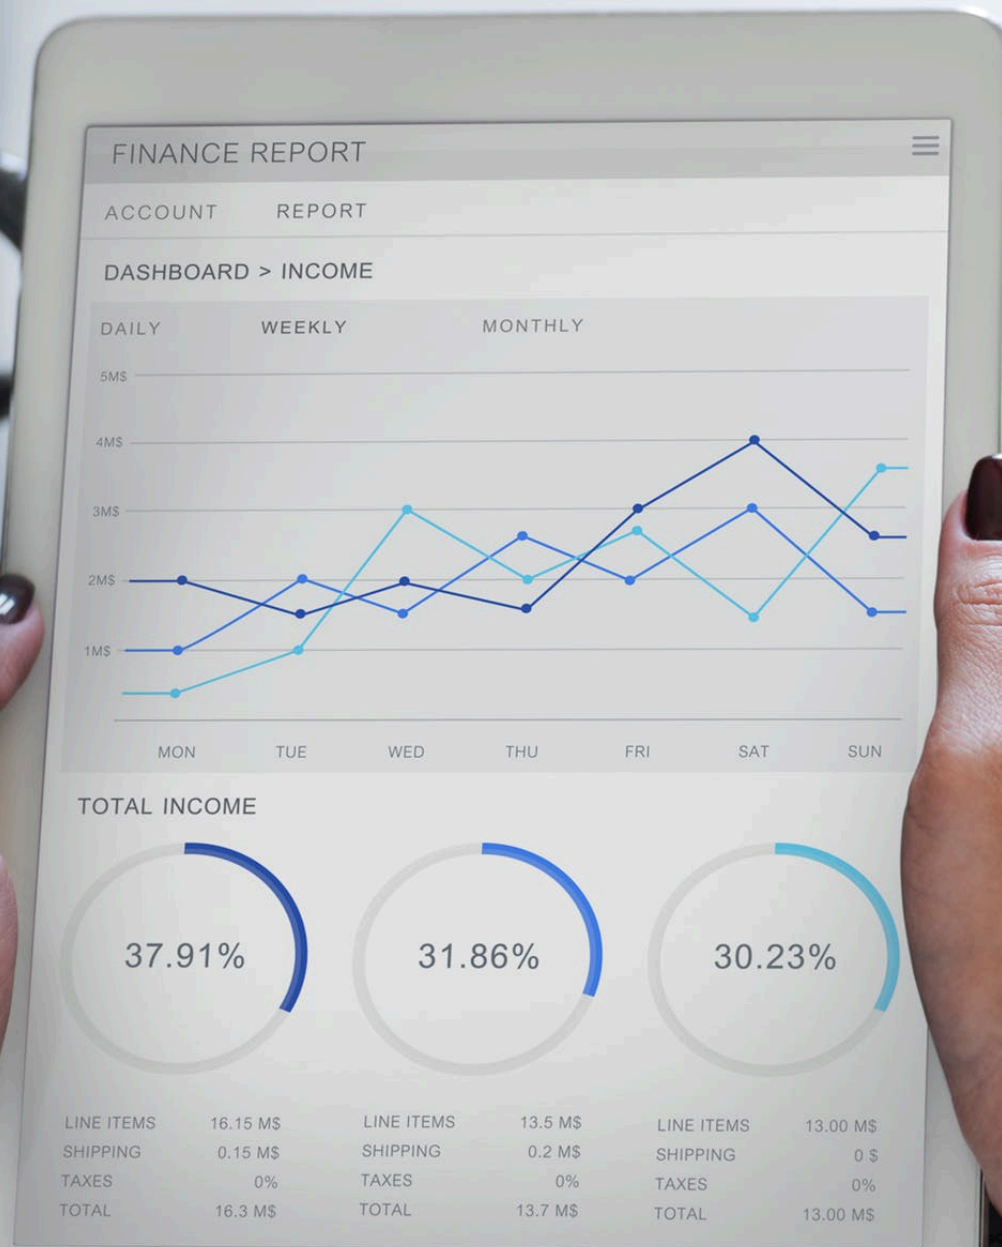 FINANCE REPORT
ACCOUNT REPORT
DASHBOARD > INCOME
DAILY WEEKLY MONTHLY
5M$
4M$
3M$
2M$
1M$
MON TUE WED THU FRI SAT SUN
TOTAL INCOME
37.91% 31.86% 30.23%
LINE ITEMS 16.15 M$ LINE ITEMS 13.5 M$ LINE ITEMS 13.00 M$
SHIPPING 0.15 M$ SHIPPING 0.2 M$ SHIPPING 0 $
TAXES 0% TAXES 0% TAXES 0%
TOTAL 16.3 M$ TOTAL 13.7 M$ TOTAL 13.00 M$